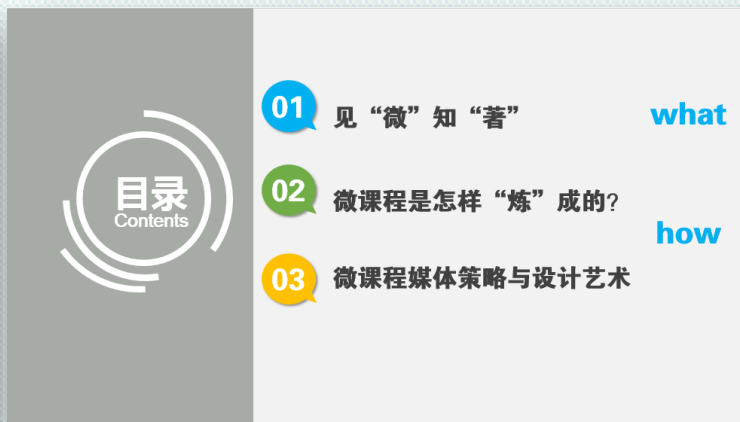 目录
Contents
01 见“微”知“著” what
02 微课程是怎样“炼”成的?
how
03 微课程媒体策略与设计艺术